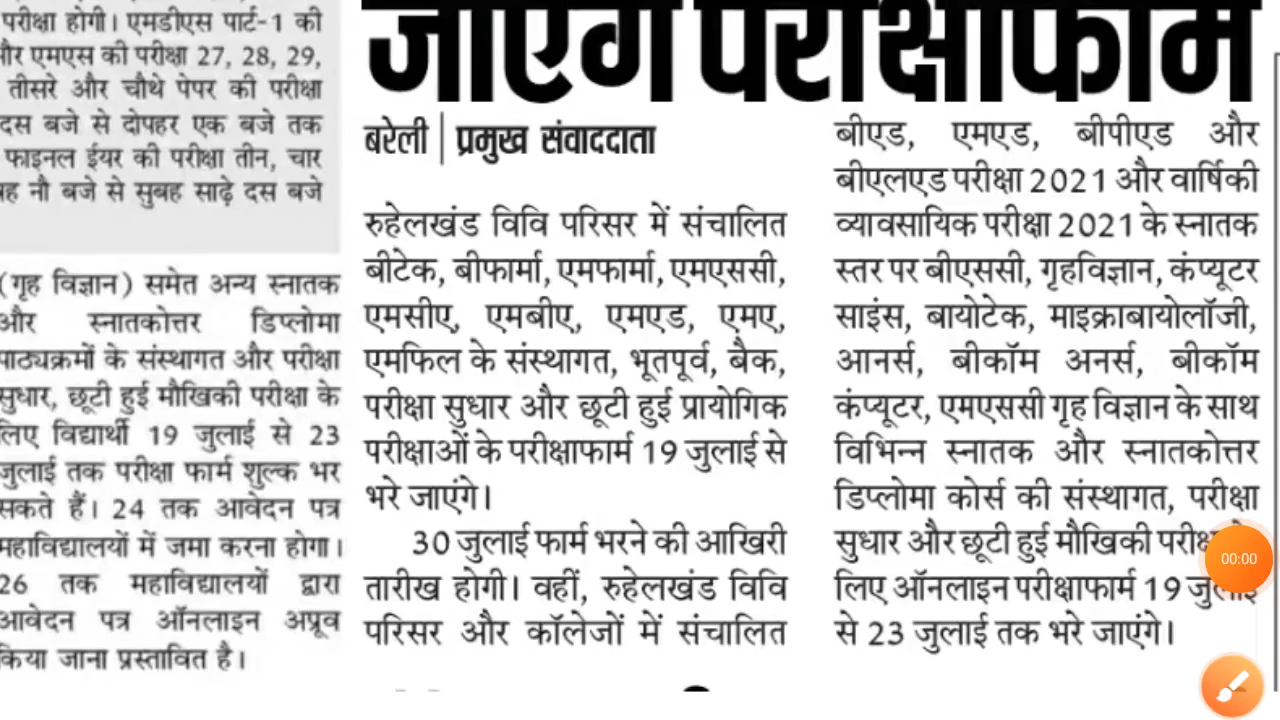 परीक्षा होगी। एमडीएस पार्ट-1 की
और एमएस की परीक्षा 27, 28, 29,
तीसरे और चौथे पेपर की परीक्षा
दस बजे से दोपहर एक बजे तक
फाइनल ईयर की परीक्षा तीन, चार
नौ बजे से सुबह साढ़े दस बजे
(गृह विज्ञान) समेत अन्य स्नातक
और स्नातकोत्तर डिप्लोमा
पाठ्यक्रमों के संस्थागत और परीक्षा
सुधार, छूटी हुई मौखिकी परीक्षा के
लिए विद्यार्थी 19 जुलाई से 23
जुलाई तक परीक्षा फार्म शुल्क भर
सकते हैं। 24 तक आवेदन पत्र
महाविद्यालयों में जमा करना होगा।
26 तक महाविद्यालयों द्वारा
आवेदन पत्र ऑनलाइन अप्रूव
किया जाना प्रस्तावित है।
जाएंगे परीक्षाफॉर्म
बरेली | प्रमुख संवाददाता
रुहेलखंड विवि परिसर में संचालित
बीटेक, बीफार्मा, एमफार्मा, एमएससी,
एमसीए, एमबीए, एमएड, एमए,
एमफिल के संस्थागत, भूतपूर्व, बैक,
परीक्षा सुधार और छूटी हुई प्रायोगिक
परीक्षाओं के परीक्षाफार्म 19 जुलाई से
भरे जाएंगे।
30 जुलाई फार्म भरने की आखिरी
तारीख होगी। वहीं, रुहेलखंड विवि
परिसर और कॉलेजों में संचालित
बीएड, एमएड, बीपीएड और
बीएलएड परीक्षा 2021 और वार्षिकी
व्यावसायिक परीक्षा 2021 के स्नातक
स्तर पर बीएससी, गृहविज्ञान, कंप्यूटर
साइंस, बायोटेक, माइक्राबायोलॉजी,
आनर्स, बीकॉम अनर्स, बीकॉम
कंप्यूटर, एमएससी गृह विज्ञान के साथ
विभिन्न स्नातक और स्नातकोत्तर
डिप्लोमा कोर्स की संस्थागत, परीक्षा
सुधार और छूटी हुई मौखिकी परीक्षा के
लिए ऑनलाइन परीक्षाफार्म 19 जुलाई
से 23 जुलाई तक भरे जाएंगे।
00:00